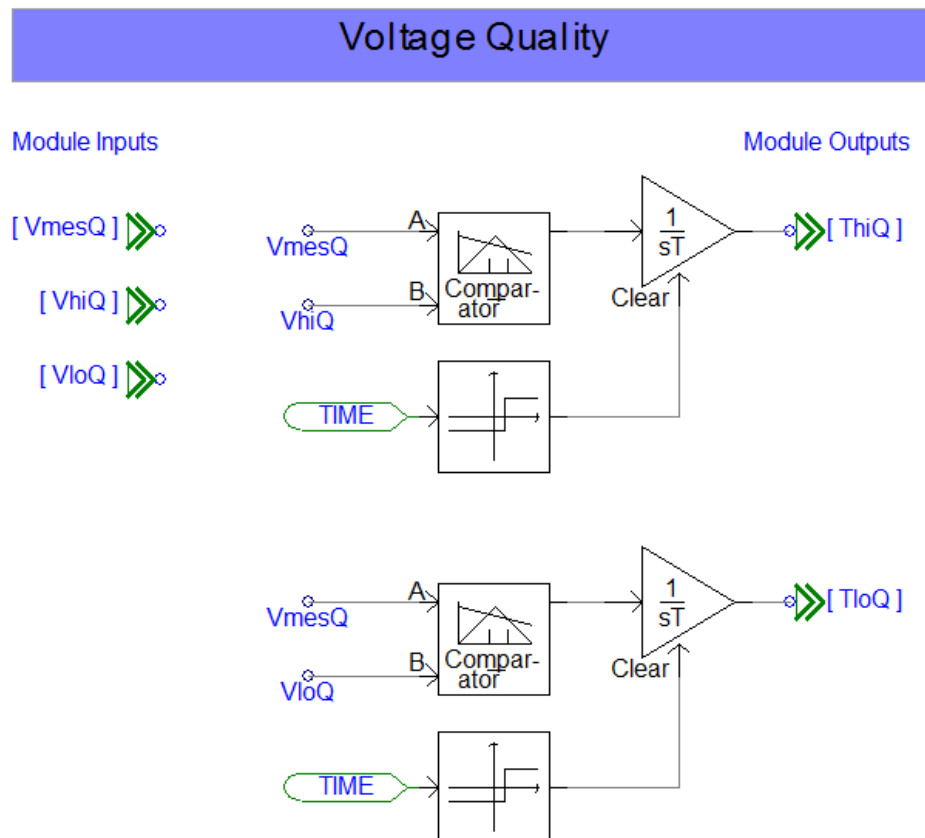 Voltage Quality
Module Inputs
Module Outputs
[ VmesQ ]
[ VhiQ ]
[ VloQ ]
VmesQ
A
VhiQ
B
Compar-
ator
1
sT
Clear
[ ThiQ ]
TIME
VmesQ
A
VloQ
B
Compar-
ator
1
sT
Clear
[ TloQ ]
TIME